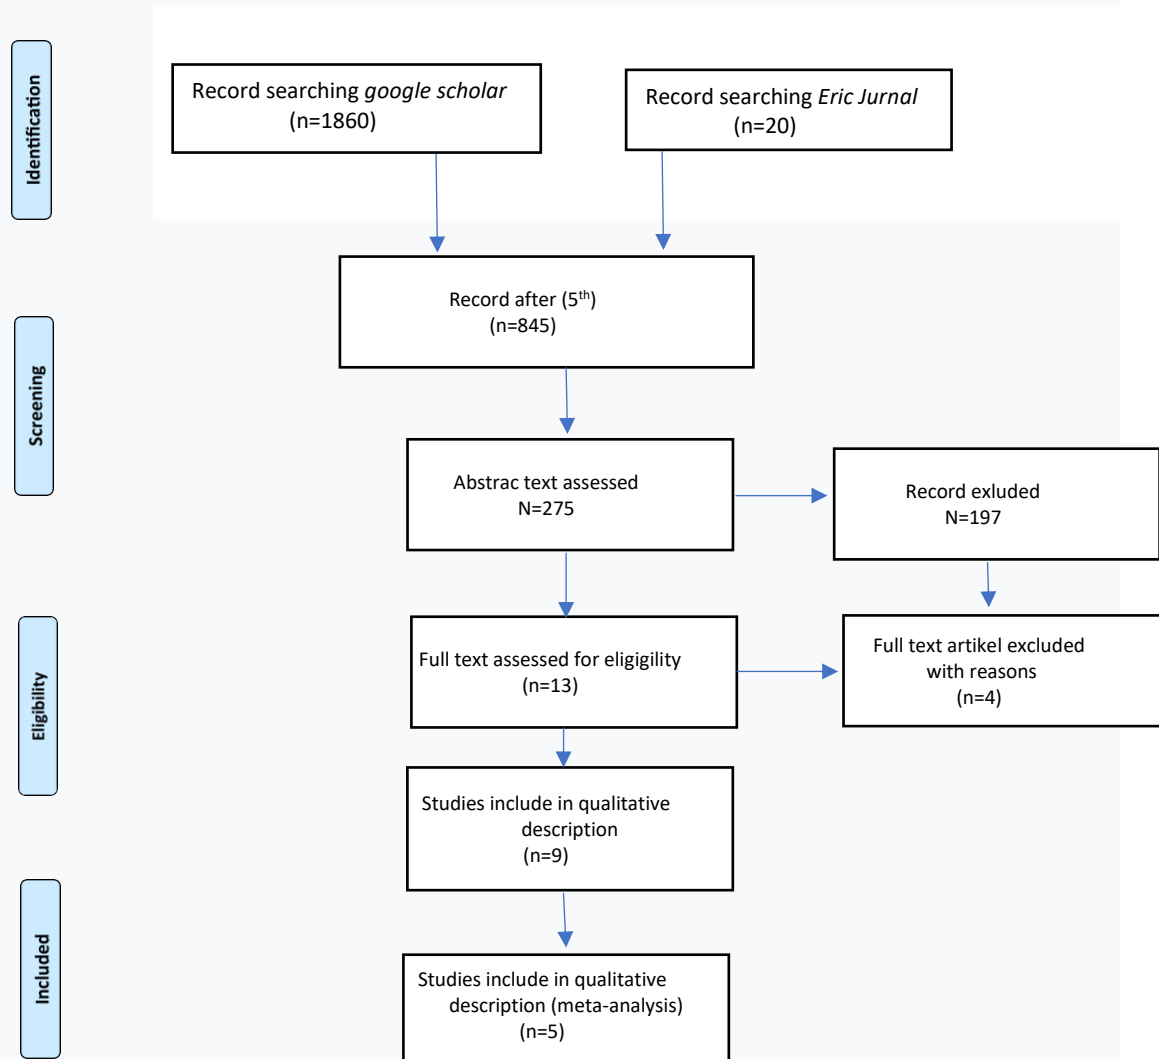 Identification
Record searching google scholar
(n=1860)
Record searching Eric Jurnal
(n=20)
Screening
Record after (5th)
(n=845)
Abstrac text assessed
N=275
Record exluded
N=197
Eligibility
Full text assessed for eligigility
(n=13)
Full text artikel excluded
with reasons
(n=4)
Studies include in qualitative
description
(n=9)
Included
Studies include in qualitative
description (meta-analysis)
(n=5)